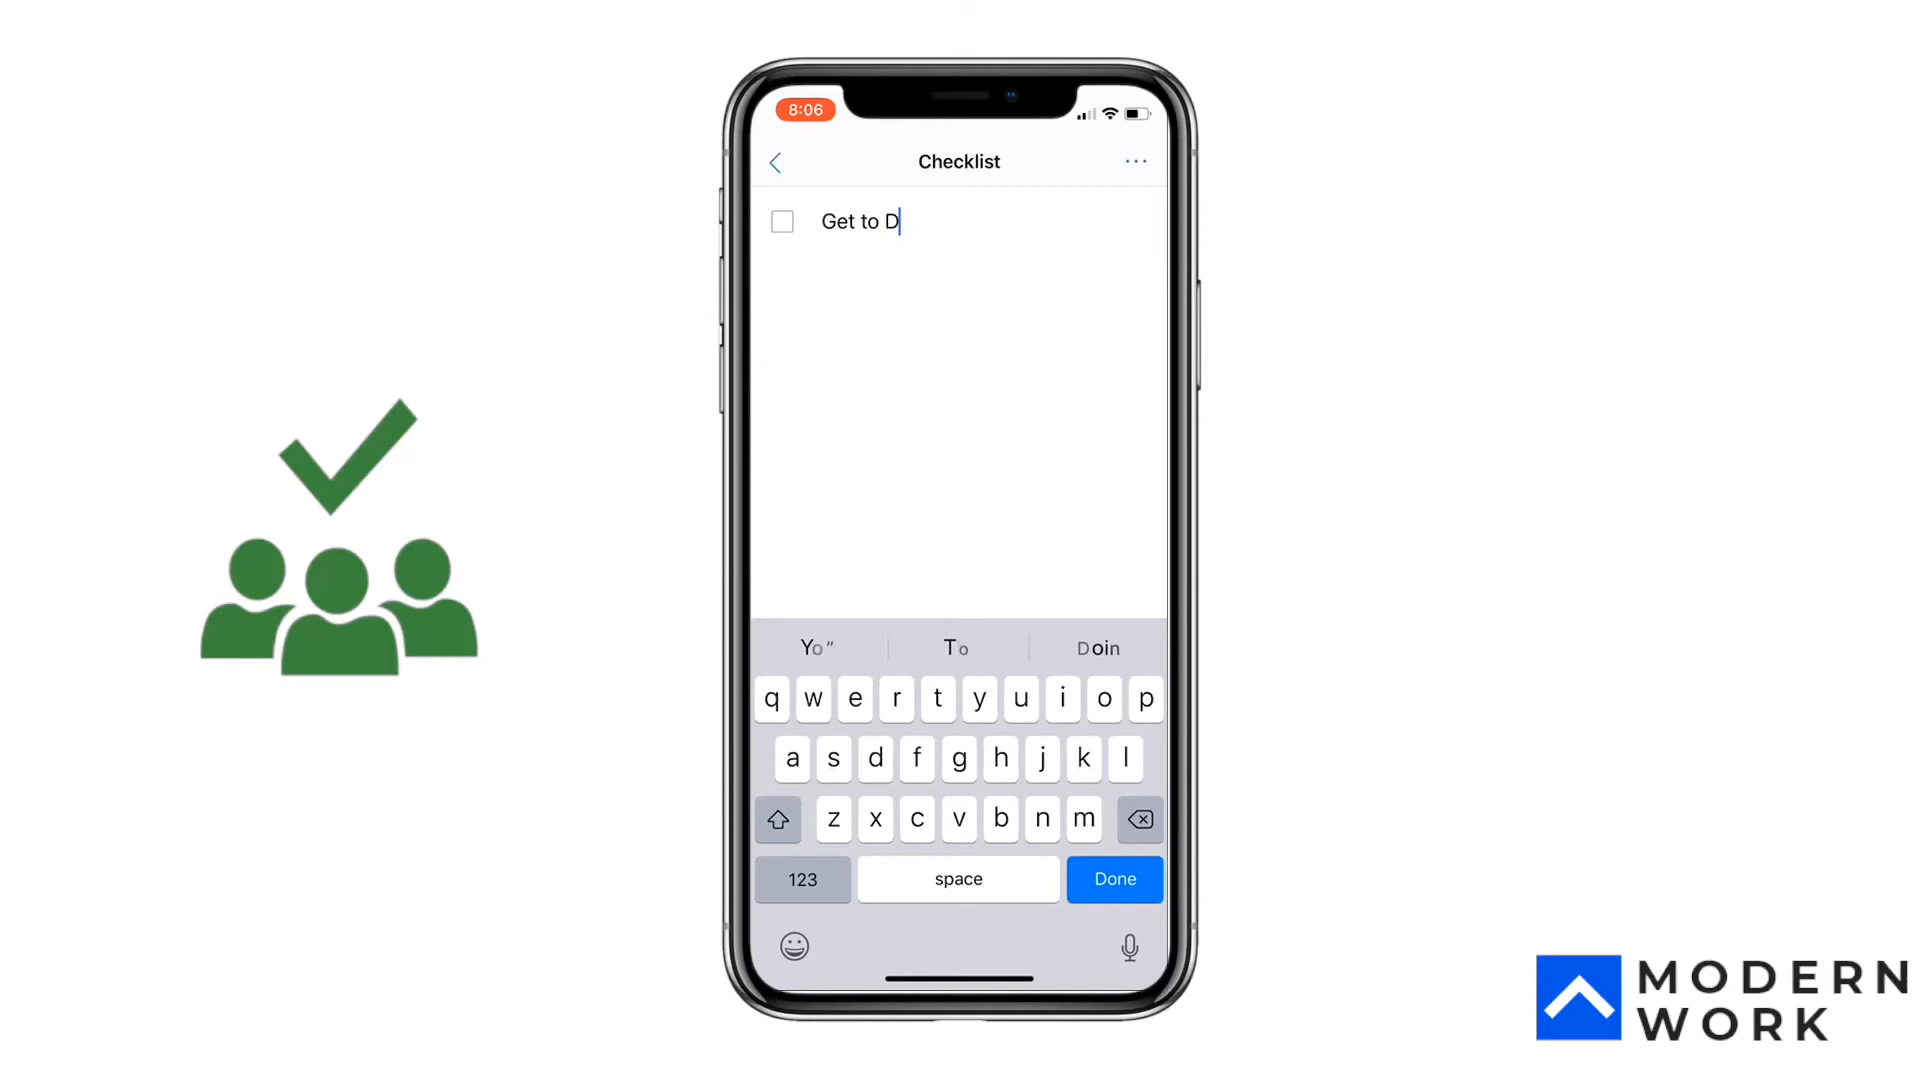 8:06
Checklist
Get to D
Yo" To Doin
q w e r t y u i o p
a s d f g h j k l
z x c v b n m
123 space Done
MODERN
WORK